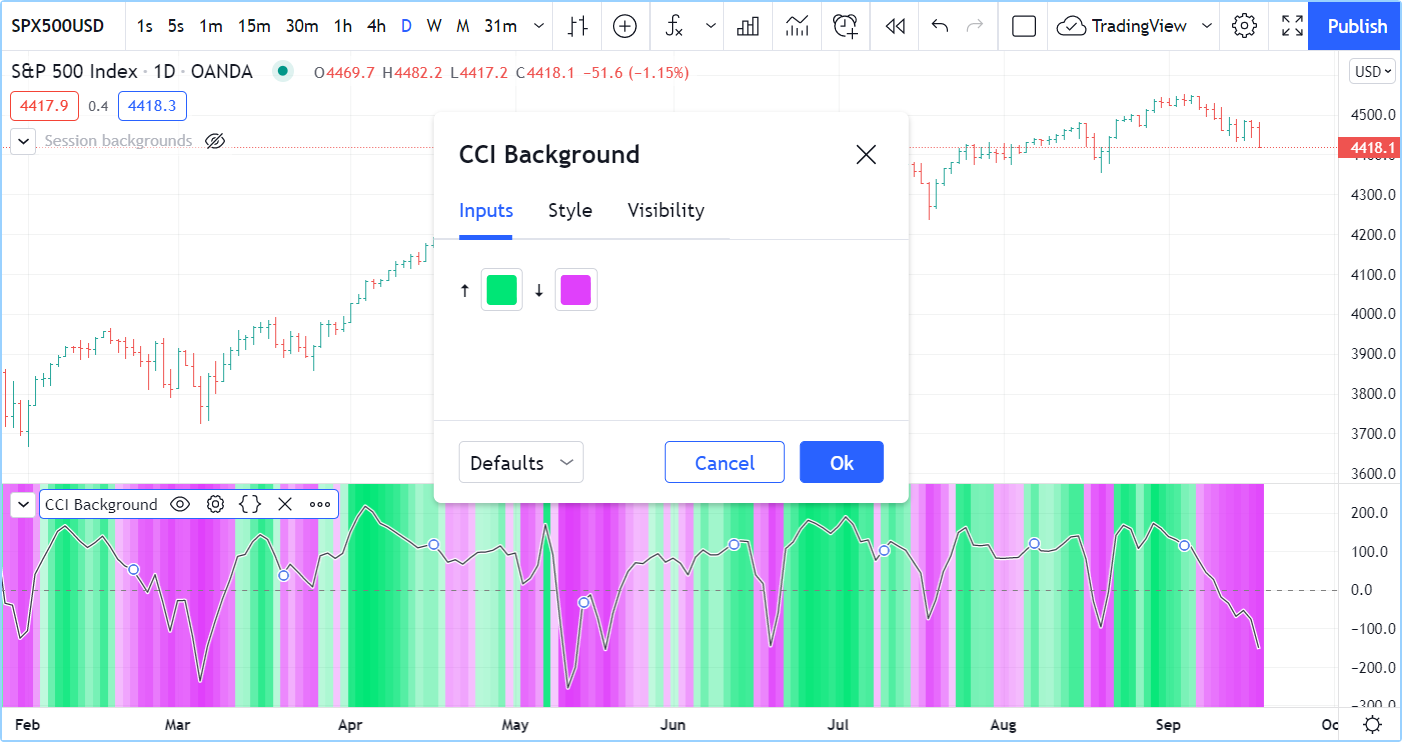 SPX500USD 1s 5s 1m 15m 30m 1h 4h D W M 31m TradingView Publish
S&P 500 Index · 1D · OANDA O4469.7 H4482.2 L4417.2 C4418.1 −51.6 (−1.15%) USD
4417.9 0.4 4418.3
Session backgrounds
4500.0
4418.1
4300.0
4200.0
4100.0
4000.0
3900.0
3800.0
3700.0
3600.0
CCI Background
Inputs Style Visibility
↑ ↓
Defaults Cancel Ok
CCI Background {} •••
200.0
100.0
0.0
−100.0
−200.0
−300.0
Feb Mar Apr May Jun Jul Aug Sep Oc